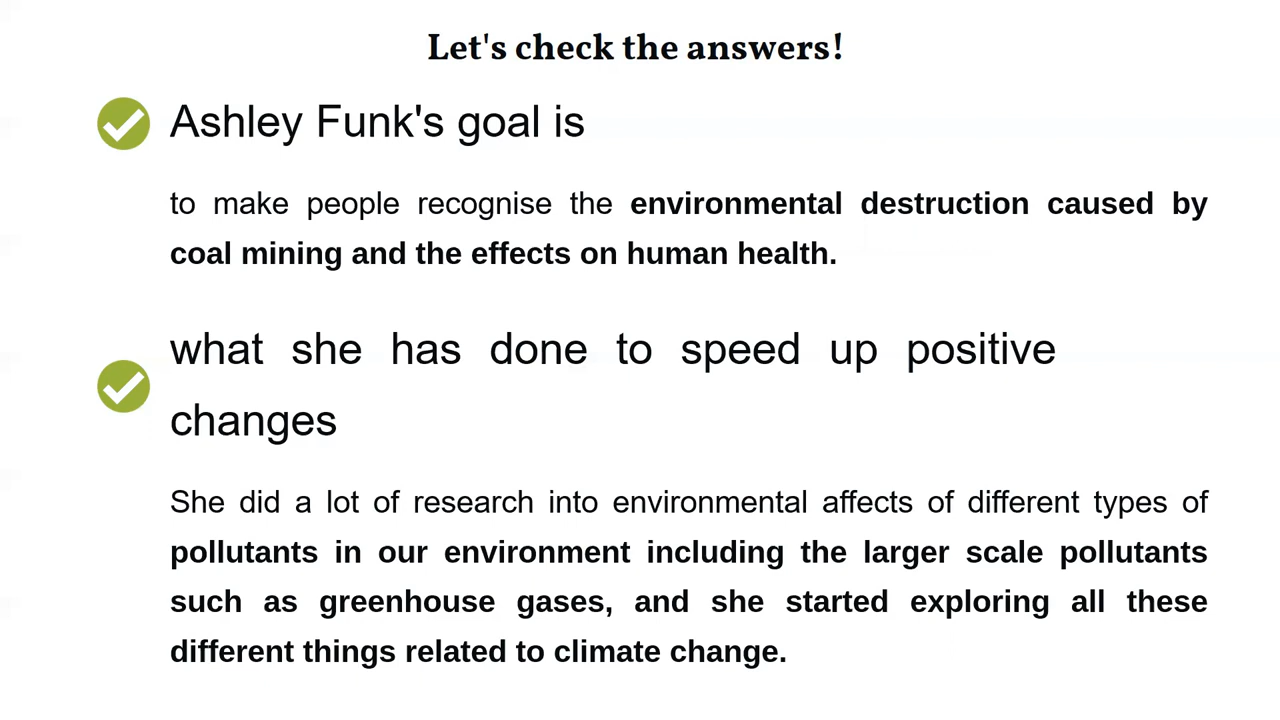 Let's check the answers!
Ashley Funk's goal is
to make people recognise the environmental destruction caused by
coal mining and the effects on human health.
what she has done to speed up positive
changes
She did a lot of research into environmental affects of different types of
pollutants in our environment including the larger scale pollutants
such as greenhouse gases, and she started exploring all these
different things related to climate change.